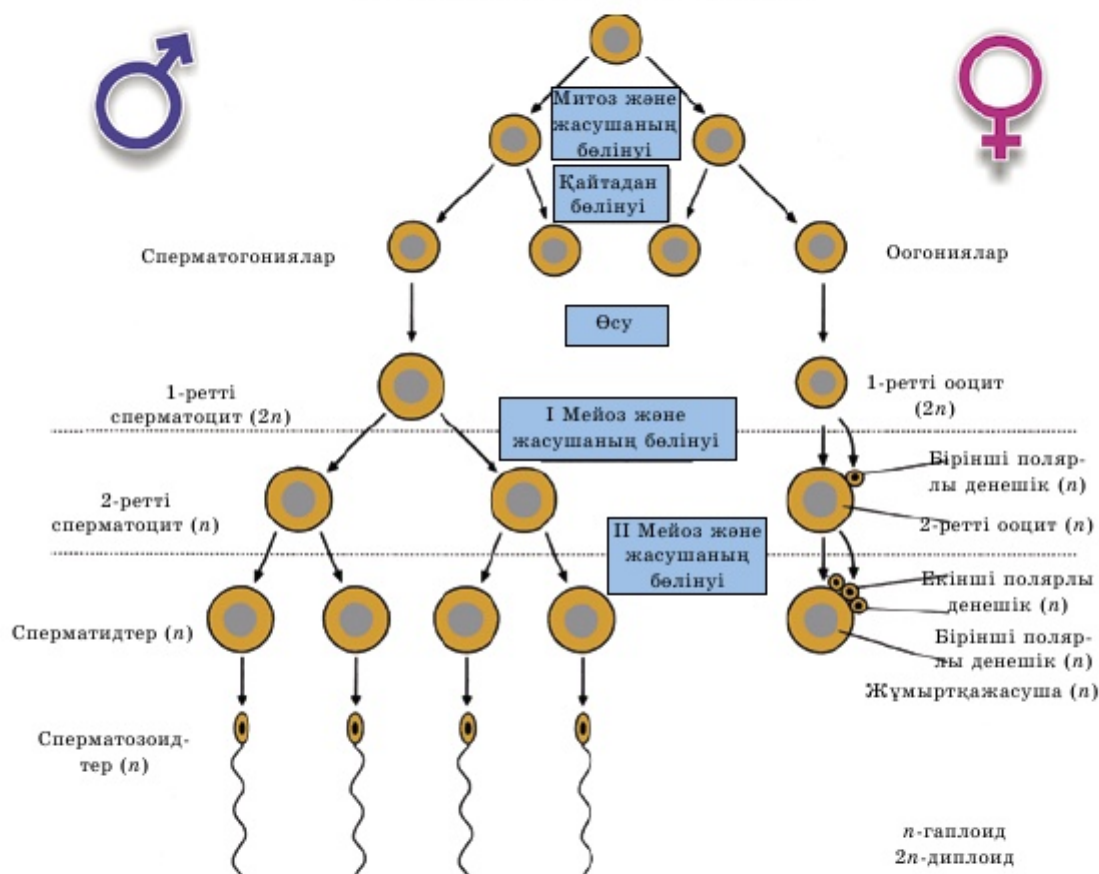 Митоз және
жасушаның
бөлінуі
Қайтадан
бөлінуі
Сперматогониялар
Оогониялар
Өсу
1-ретті
сперматоцит (2n)
1-ретті ооцит
(2n)
I Мейоз және
жасушаның бөлінуі
Бірінші поляр-
лы денешік (n)
2-ретті
сперматоцит (n)
2-ретті ооцит (n)
II Мейоз және
жасушаның
бөлінуі
Екінші полярлы
денешік (n)
Сперматидтер (n)
Бірінші поляр-
лы денешік (n)
Жұмыртқажасуша (n)
Сперматозоид-
тер (n)
n-гаплоид
2n-диплоид